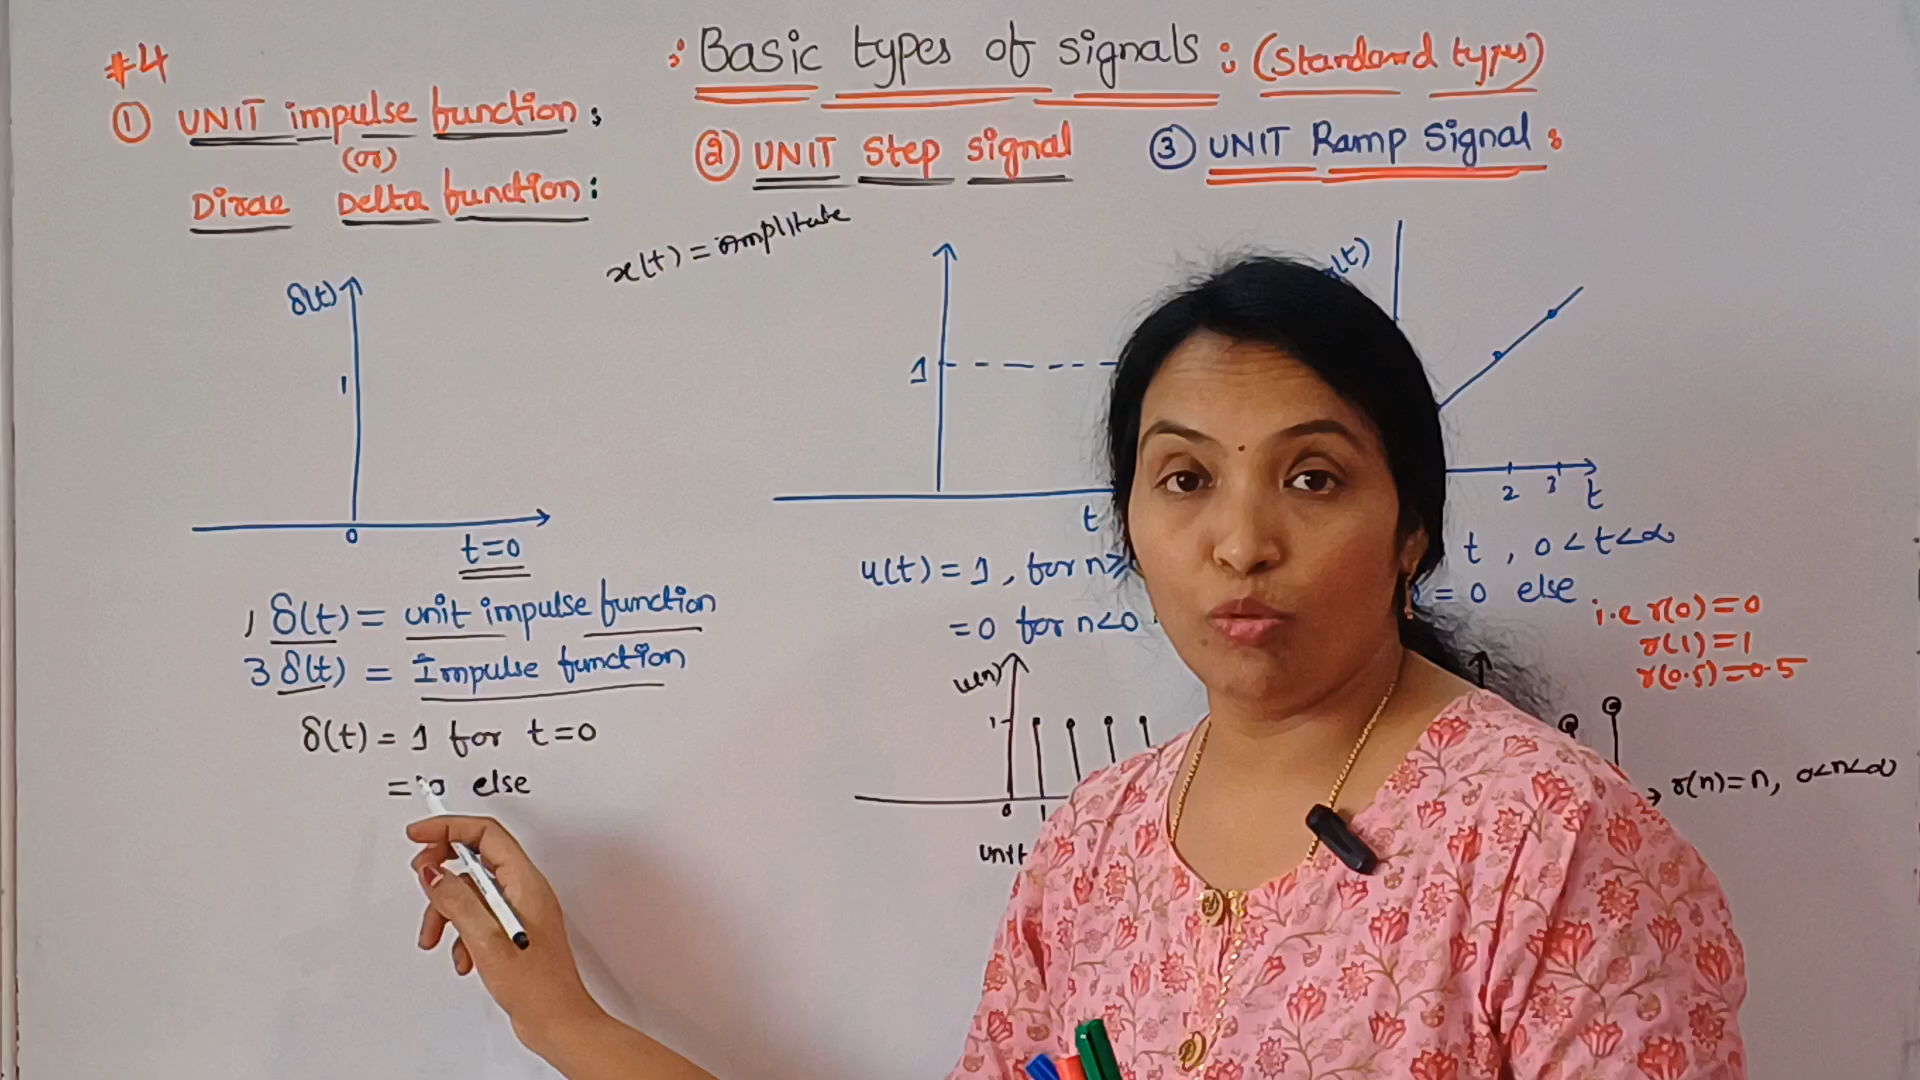 #4
: Basic types of signals : (Standard types)
① UNIT impulse function :
(or)
Dirac Delta function :
② UNIT Step signal
③ UNIT Ramp Signal :
x(t) = amplitude
δ(t)
1
0
t=0
1 δ(t) = unit impulse function
3 δ(t) = Impulse function
δ(t) = 1 for t=0
= 0 else
1
t
u(t) = 1, for n≥
= 0 for n<0
u(n)
1
0 1
unit
(t)
2 3 t
t , 0<t<∞
= 0 else
i.e r(0) = 0
r(1) = 1
r(0.5) = 0.5
r(n) = n, 0<n<∞